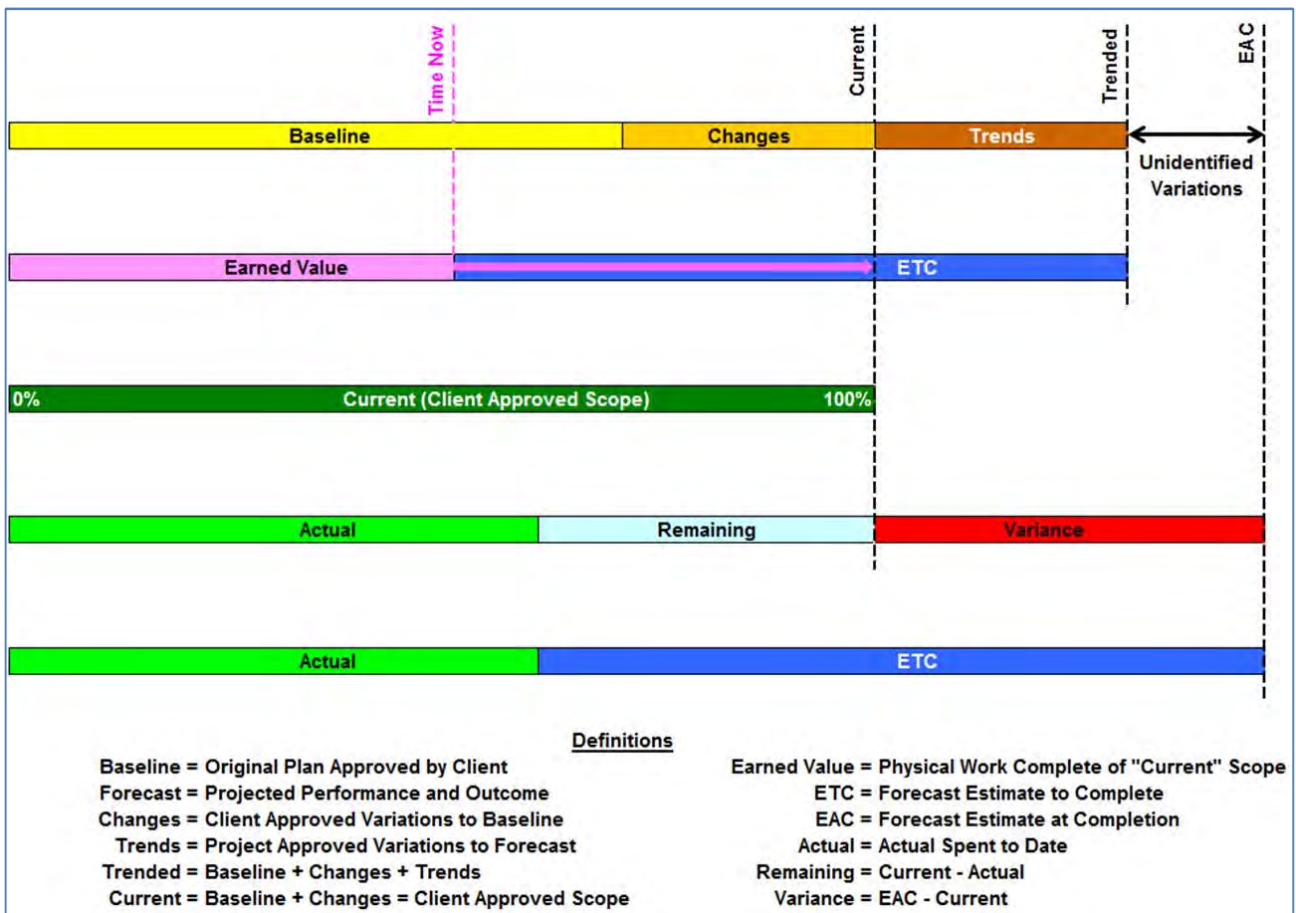 Time Now
Current
Trended
EAC
Baseline
Changes
Trends
Unidentified
Variations
Earned Value
ETC
0%
Current (Client Approved Scope)
100%
Actual
Remaining
Variance
Actual
ETC
Definitions
Baseline = Original Plan Approved by Client
Forecast = Projected Performance and Outcome
Changes = Client Approved Variations to Baseline
Trends = Project Approved Variations to Forecast
Trended = Baseline + Changes + Trends
Current = Baseline + Changes = Client Approved Scope
Earned Value = Physical Work Complete of "Current" Scope
ETC = Forecast Estimate to Complete
EAC = Forecast Estimate at Completion
Actual = Actual Spent to Date
Remaining = Current - Actual
Variance = EAC - Current